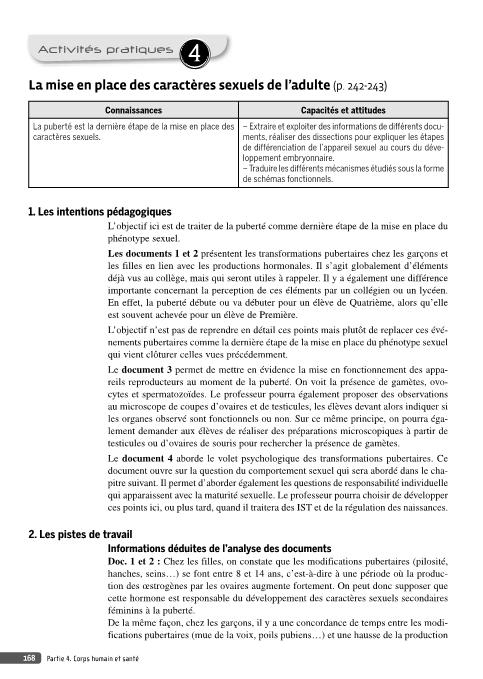 Activités pratiques 4
La mise en place des caractères sexuels de l'adulte (p. 242-243)
Connaissances
Capacités et attitudes
La puberté est la dernière étape de la mise en place des
caractères sexuels.
– Extraire et exploiter des informations de différents docu-
ments, réaliser des dissections pour expliquer les étapes
de différenciation de l'appareil sexuel au cours du déve-
loppement embryonnaire.
– Traduire les différents mécanismes étudiés sous la forme
de schémas fonctionnels.
1. Les intentions pédagogiques
L'objectif ici est de traiter de la puberté comme dernière étape de la mise en place du
phénotype sexuel.
Les documents 1 et 2 présentent les transformations pubertaires chez les garçons et
les filles en lien avec les productions hormonales. Il s'agit globalement d'éléments
déjà vus au collège, mais qui seront utiles à rappeler. Il y a également une différence
importante concernant la perception de ces éléments par un collégien ou un lycéen.
En effet, la puberté débute ou va débuter pour un élève de Quatrième, alors qu'elle
est souvent achevée pour un élève de Première.
L'objectif n'est pas de reprendre en détail ces points mais plutôt de replacer ces évé-
nements pubertaires comme la dernière étape de la mise en place du phénotype sexuel
qui vient clôturer celles vues précédemment.
Le document 3 permet de mettre en évidence la mise en fonctionnement des appa-
reils reproducteurs au moment de la puberté. On voit la présence de gamètes, ovo-
cytes et spermatozoïdes. Le professeur pourra également proposer des observations
au microscope de coupes d'ovaires et de testicules, les élèves devant alors indiquer si
les organes observé sont fonctionnels ou non. Sur ce même principe, on pourra éga-
lement demander aux élèves de réaliser des préparations microscopiques à partir de
testicules ou d'ovaires de souris pour rechercher la présence de gamètes.
Le document 4 aborde le volet psychologique des transformations pubertaires. Ce
document ouvre sur la question du comportement sexuel qui sera abordé dans le cha-
pitre suivant. Il permet d'aborder également les questions de responsabilité individuelle
qui apparaissent avec la maturité sexuelle. Le professeur pourra choisir de développer
ces points ici, ou plus tard, quand il traitera des IST et de la régulation des naissances.
2. Les pistes de travail
Informations déduites de l'analyse des documents
Doc. 1 et 2 : Chez les filles, on constate que les modifications pubertaires (pilosité,
hanches, seins…) se font entre 8 et 14 ans, c'est-à-dire à une période où la produc-
tion des œstrogènes par les ovaires augmente fortement. On peut donc supposer que
cette hormone est responsable du développement des caractères sexuels secondaires
féminins à la puberté.
De la même façon, chez les garçons, il y a une concordance de temps entre les modi-
fications pubertaires (mue de la voix, poils pubiens…) et une hausse de la production
168 Partie 4. Corps humain et santé